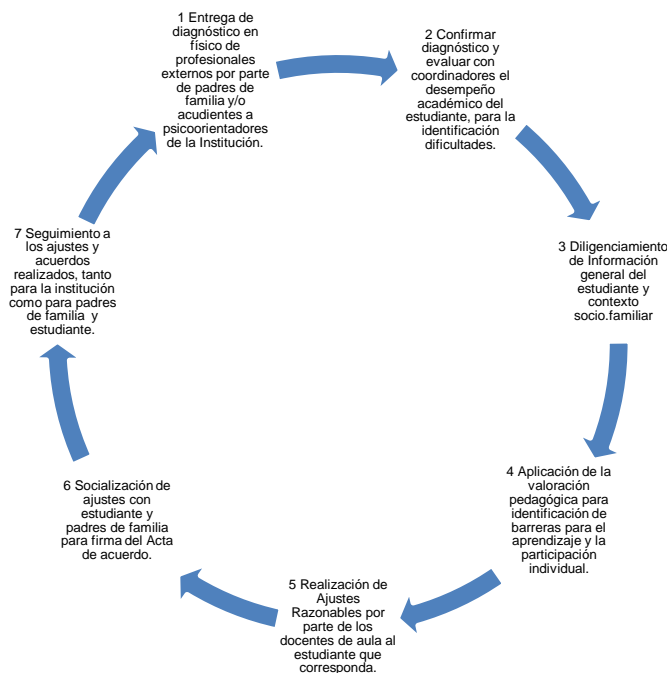 1 Entrega de
diagnóstico en
físico de
profesionales
externos por parte
de padres de
familia y/o
acudientes a
psicoorientadores
de la Institución.
2 Confirmar
diagnóstico y
evaluar con
coordinadores el
desempeño
académico del
estudiante, para la
identificación
dificultades.
3 Diligenciamiento
de Información
general del
estudiante y
contexto
socio.familiar
4 Aplicación de la
valoración
pedagógica para
identificación de
barreras para el
aprendizaje y la
participación
individual.
5 Realización de
Ajustes
Razonables por
parte de los
docentes de aula al
estudiante que
corresponda.
6 Socialización de
ajustes con
estudiante y
padres de familia
para firma del Acta
de acuerdo.
7 Seguimiento a
los ajustes y
acuerdos
realizados, tanto
para la institución
como para padres
de familia y
estudiante.